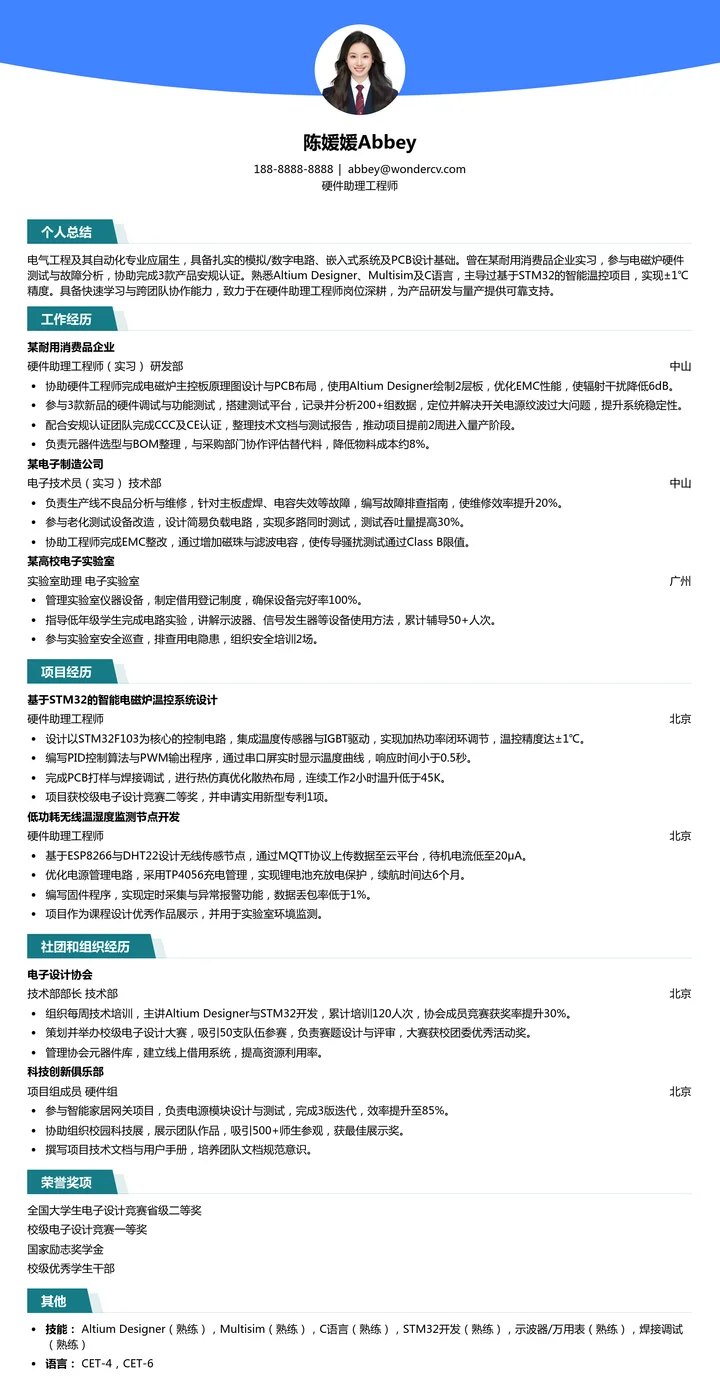 陈媛媛Abbey
188-8888-8888 | abbey@wondercv.com
硬件助理工程师
个人总结
电气工程及其自动化专业应届生，具备扎实的模拟/数字电路、嵌入式系统及PCB设计基础。曾在某耐用消费品企业实习，参与电磁炉硬件
测试与故障分析，协助完成3款产品安规认证。熟悉Altium Designer、Multisim及C语言，主导过基于STM32的智能温控项目，实现±1℃
精度。具备快速学习与跨团队协作能力，致力于在硬件助理工程师岗位深耕，为产品研发与量产提供可靠支持。
工作经历
某耐用消费品企业
硬件助理工程师（实习） 研发部 中山
• 协助硬件工程师完成电磁炉主控板原理图设计与PCB布局，使用Altium Designer绘制2层板，优化EMC性能，使辐射干扰降低6dB。
• 参与3款新品的硬件调试与功能测试，搭建测试平台，记录并分析200+组数据，定位并解决开关电源纹波过大问题，提升系统稳定性。
• 配合安规认证团队完成CCC及CE认证，整理技术文档与测试报告，推动项目提前2周进入量产阶段。
• 负责元器件选型与BOM整理，与采购部门协作评估替代料，降低物料成本约8%。
某电子制造公司
电子技术员（实习） 技术部 中山
• 负责生产线不良品分析与维修，针对主板虚焊、电容失效等故障，编写故障排查指南，使维修效率提升20%。
• 参与老化测试设备改造，设计简易负载电路，实现多路同时测试，测试吞吐量提高30%。
• 协助工程师完成EMC整改，通过增加磁珠与滤波电容，使传导骚扰测试通过Class B限值。
某高校电子实验室
实验室助理 电子实验室 广州
• 管理实验室仪器设备，制定借用登记制度，确保设备完好率100%。
• 指导低年级学生完成电路实验，讲解示波器、信号发生器等设备使用方法，累计辅导50+人次。
• 参与实验室安全巡查，排查用电隐患，组织安全培训2场。
项目经历
基于STM32的智能电磁炉温控系统设计
硬件助理工程师 北京
• 设计以STM32F103为核心的控制电路，集成温度传感器与IGBT驱动，实现加热功率闭环调节，温控精度达±1℃。
• 编写PID控制算法与PWM输出程序，通过串口屏实时显示温度曲线，响应时间小于0.5秒。
• 完成PCB打样与焊接调试，进行热仿真优化散热布局，连续工作2小时温升低于45K。
• 项目获校级电子设计竞赛二等奖，并申请实用新型专利1项。
低功耗无线温湿度监测节点开发
硬件助理工程师 北京
• 基于ESP8266与DHT22设计无线传感节点，通过MQTT协议上传数据至云平台，待机电流低至20μA。
• 优化电源管理电路，采用TP4056充电管理，实现锂电池充放电保护，续航时间达6个月。
• 编写固件程序，实现定时采集与异常报警功能，数据丢包率低于1%。
• 项目作为课程设计优秀作品展示，并用于实验室环境监测。
社团和组织经历
电子设计协会
技术部部长 技术部 北京
• 组织每周技术培训，主讲Altium Designer与STM32开发，累计培训120人次，协会成员竞赛获奖率提升30%。
• 策划并举办校级电子设计大赛，吸引50支队伍参赛，负责赛题设计与评审，大赛获校团委优秀活动奖。
• 管理协会元器件库，建立线上借用系统，提高资源利用率。
科技创新俱乐部
项目组成员 硬件组 北京
• 参与智能家居网关项目，负责电源模块设计与测试，完成3版迭代，效率提升至85%。
• 协助组织校园科技展，展示团队作品，吸引500+师生参观，获最佳展示奖。
• 撰写项目技术文档与用户手册，培养团队文档规范意识。
荣誉奖项
全国大学生电子设计竞赛省级二等奖
校级电子设计竞赛一等奖
国家励志奖学金
校级优秀学生干部
其他
• 技能： Altium Designer（熟练），Multisim（熟练），C语言（熟练），STM32开发（熟练），示波器/万用表（熟练），焊接调试
（熟练）
• 语言： CET-4，CET-6